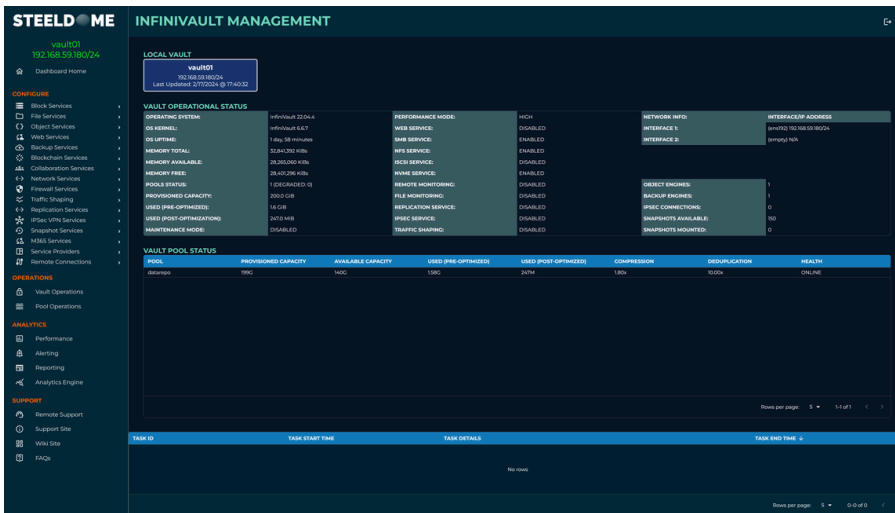 STEELDOME
INFINIVAULT MANAGEMENT
vault01
192.168.59.180/24
Dashboard Home
CONFIGURE
Block Services
File Services
Object Services
Web Services
Backup Services
Blockchain Services
Collaboration Services
Network Services
Firewall Services
Traffic Shaping
Replication Services
IPSec VPN Services
Snapshot Services
M365 Services
Service Providers
Remote Connections
OPERATIONS
Vault Operations
Pool Operations
ANALYTICS
Performance
Alerting
Reporting
Analytics Engine
SUPPORT
Remote Support
Support Site
Wiki Site
FAQs
LOCAL VAULT
vault01
192.168.59.180/24
Last Updated: 2/17/2024 @ 17:40:32
VAULT OPERATIONAL STATUS
OPERATING SYSTEM: InfiniVault 22.04.4 PERFORMANCE MODE: HIGH NETWORK INFO: INTERFACE/IP ADDRESS
OS KERNEL: InfiniVault 6.6.7 WEB SERVICE: DISABLED INTERFACE 1: (ens192) 192.168.59.180/24
OS UPTIME: 1 day, 58 minutes SMB SERVICE: ENABLED INTERFACE 2: (empty) N/A
MEMORY TOTAL: 32,841,392 KiBs NFS SERVICE: ENABLED
MEMORY AVAILABLE: 28,265,060 KiBs ISCSI SERVICE: DISABLED
MEMORY FREE: 28,401,296 KiBs NVME SERVICE: ENABLED
POOLS STATUS: 1 (DEGRADED: 0) REMOTE MONITORING: DISABLED OBJECT ENGINES: 1
PROVISIONED CAPACITY: 200.0 GiB FILE MONITORING: DISABLED BACKUP ENGINES: 1
USED (PRE-OPTIMIZED): 1.6 GiB REPLICATION SERVICE: DISABLED IPSEC CONNECTIONS: 0
USED (POST-OPTIMIZATION): 247.0 MiB IPSEC SERVICE: DISABLED SNAPSHOTS AVAILABLE: 150
MAINTENANCE MODE: DISABLED TRAFFIC SHAPING: DISABLED SNAPSHOTS MOUNTED: 0
VAULT POOL STATUS
POOL PROVISIONED CAPACITY AVAILABLE CAPACITY USED (PRE-OPTIMIZED) USED (POST-OPTIMIZED) COMPRESSION DEDUPLICATION HEALTH
datarepo 199G 140G 1.58G 247M 1.80x 10.00x ONLINE
Rows per page: 5 1-1 of 1
TASK ID TASK START TIME TASK DETAILS TASK END TIME
No rows
Rows per page: 5 0-0 of 0